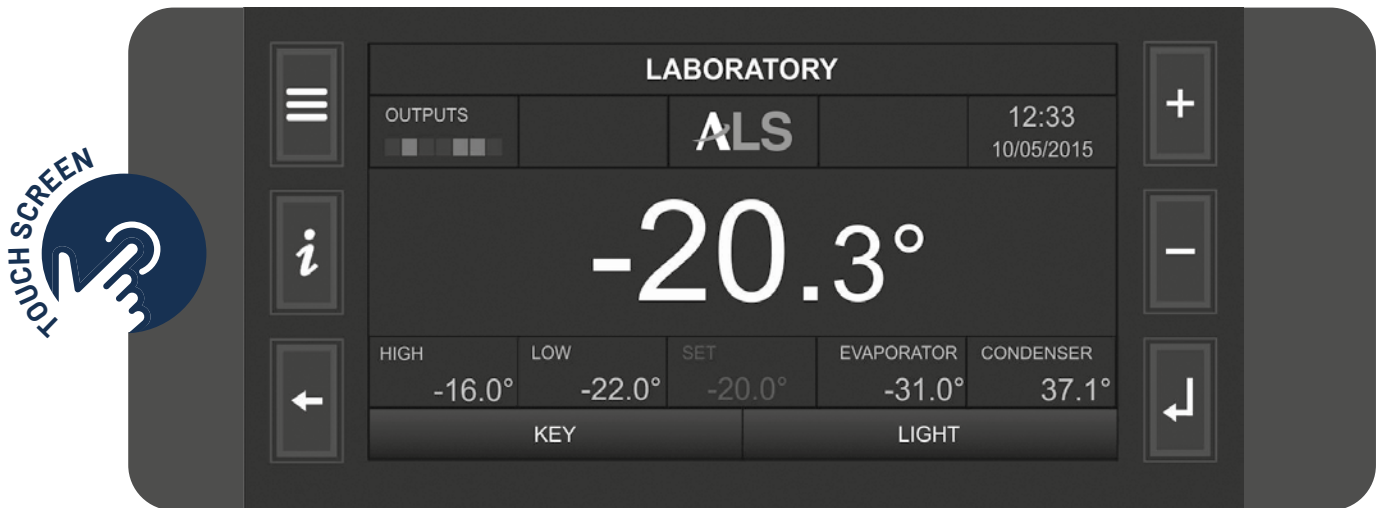 TOUCH SCREEN
LABORATORY
OUTPUTS
ALS
12:33
10/05/2015
-20.3°
HIGH
-16.0°
LOW
-22.0°
SET
-20.0°
EVAPORATOR
-31.0°
CONDENSER
37.1°
KEY
LIGHT